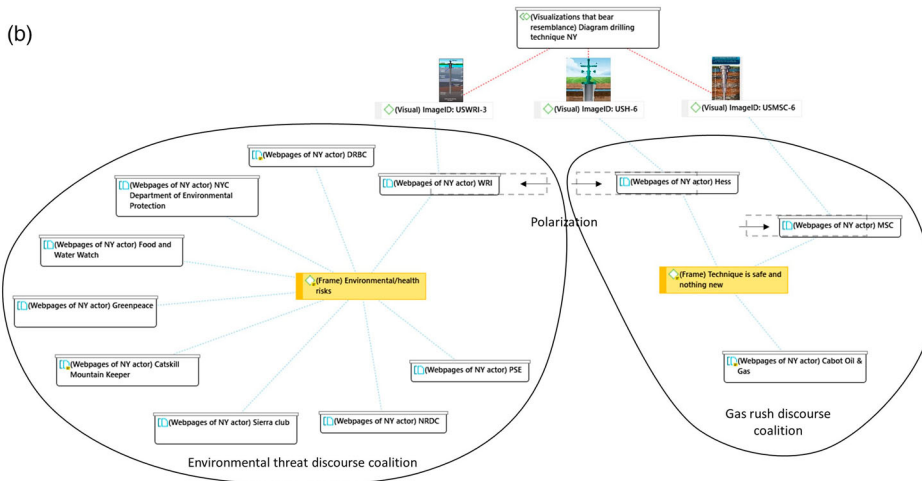 (b)
(Visualizations that bear
resemblance) Diagram drilling
technique NY
(Visual) ImageID: USWRI-3
(Visual) ImageID: USH-6
(Visual) ImageID: USMSC-6
(Webpages of NY actor) DRBC
(Webpages of NY actor) NYC
Department of Environmental
Protection
(Webpages of NY actor) WRI
(Webpages of NY actor) Hess
Polarization
(Webpages of NY actor) MSC
(Webpages of NY actor) Food and
Water Watch
(Frame) Environmental/health
risks
(Frame) Technique is safe and
nothing new
(Webpages of NY actor) Greenpeace
(Webpages of NY actor) Catskill
Mountain Keeper
(Webpages of NY actor) PSE
(Webpages of NY actor) Cabot Oil &
Gas
(Webpages of NY actor) Sierra club
(Webpages of NY actor) NRDC
Gas rush discourse
coalition
Environmental threat discourse coalition